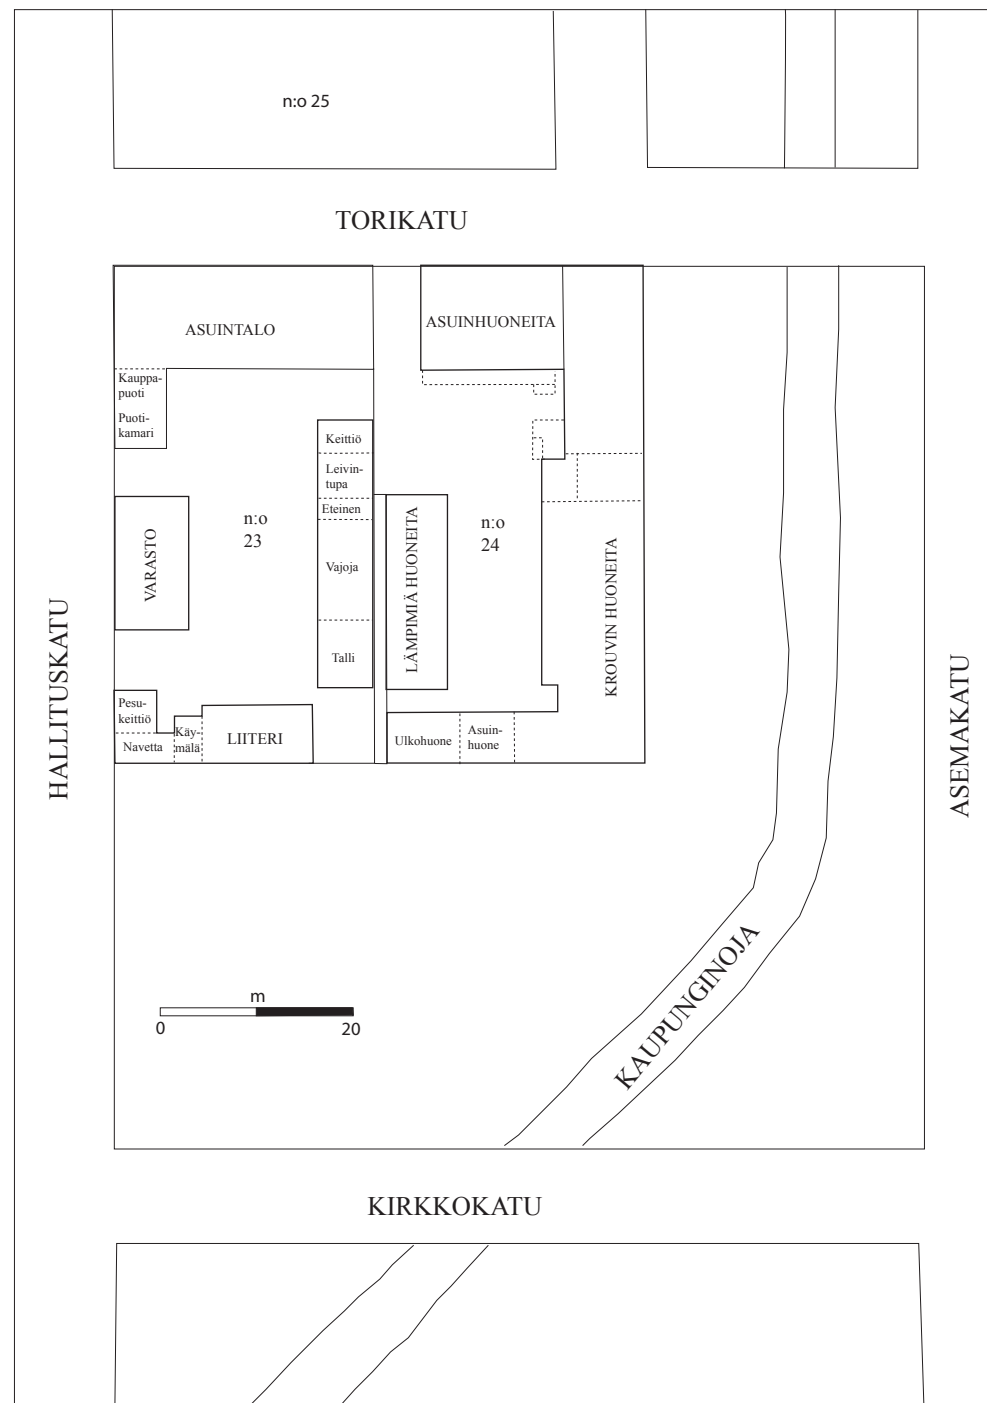 n:o 25
TORIKATU
ASUINTALO
ASUINHUONEITA
Kauppa-
puoti
Puoti-
kamari
Keittiö
Leivin-
tupa
Eteinen
Vajoja
Talli
n:o
23
n:o
24
VARASTO
LÄMPIMIÄ HUONEITA
KROUVIN HUONEITA
HALLITUSKATU
ASEMAKATU
Pesu-
keittiö
Navetta
Käy-
mälä
LIITERI
Ulkohuone
Asuin-
huone
KAUPUNGINOJA
m
0 20
KIRKKOKATU